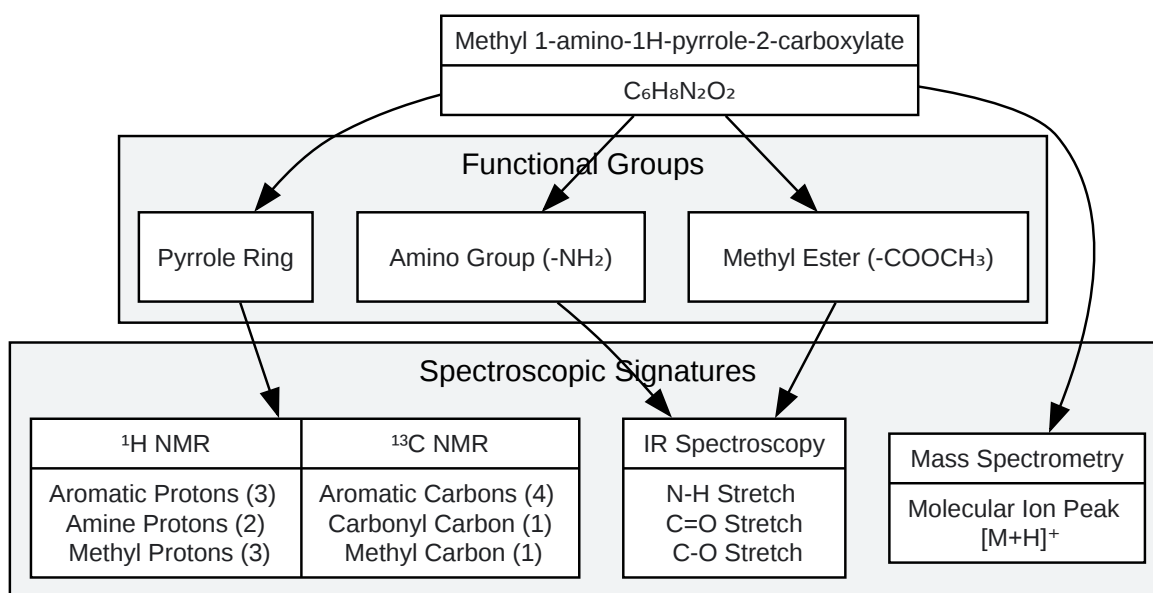 Methyl 1-amino-1H-pyrrole-2-carboxylate
C₆H₈N₂O₂
Functional Groups
Pyrrole Ring
Amino Group (-NH₂)
Methyl Ester (-COOCH₃)
Spectroscopic Signatures
¹H NMR
Aromatic Protons (3)
Amine Protons (2)
Methyl Protons (3)
¹³C NMR
Aromatic Carbons (4)
Carbonyl Carbon (1)
Methyl Carbon (1)
IR Spectroscopy
N-H Stretch
C=O Stretch
C-O Stretch
Mass Spectrometry
Molecular Ion Peak
[M+H]⁺